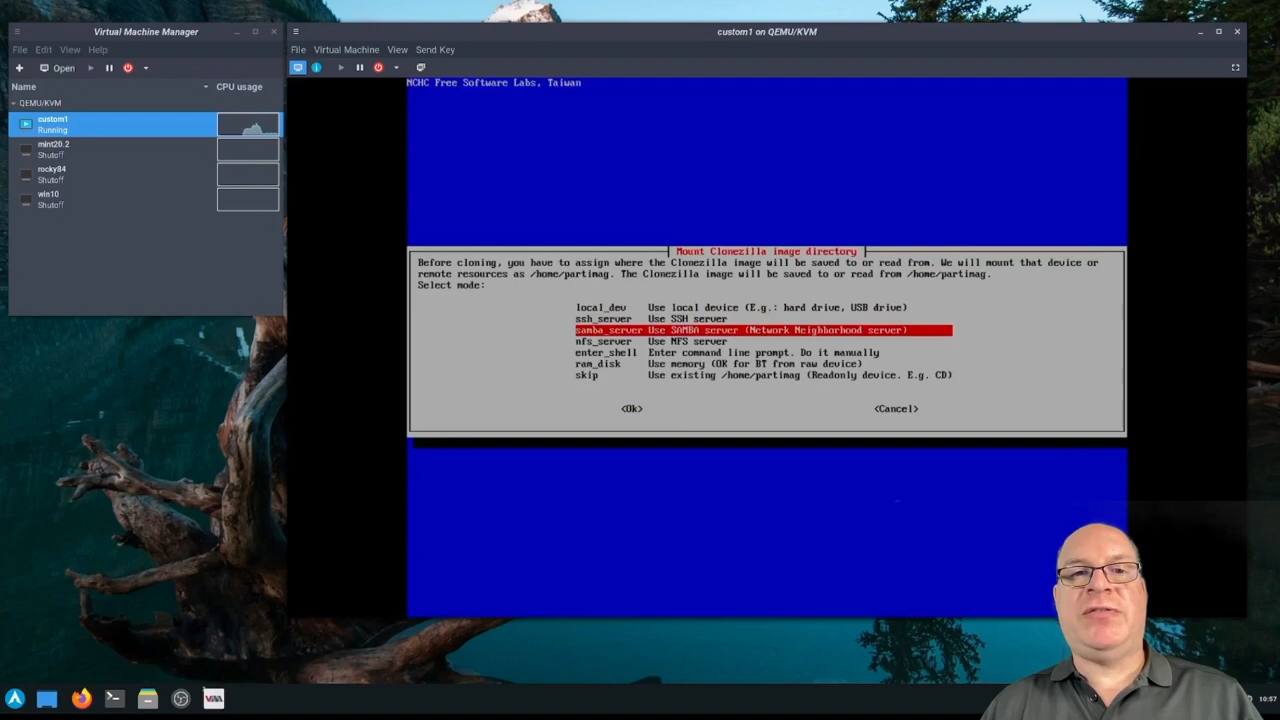 Virtual Machine Manager
File Edit View Help
Open
Name CPU usage
QEMU/KVM
custom1
Running
mint20.2
Shutoff
rocky84
Shutoff
win10
Shutoff
custom1 on QEMU/KVM
File Virtual Machine View Send Key
NCHC Free Software Labs, Taiwan
Mount Clonezilla image directory
Before cloning, you have to assign where the Clonezilla image will be saved to or read from. We will mount that device or
remote resources as /home/partimag. The Clonezilla image will be saved to or read from /home/partimag.
Select mode:
local_dev Use local device (E.g.: hard drive, USB drive)
ssh_server Use SSH server
samba_server Use SAMBA server (Network Neighborhood server)
nfs_server Use NFS server
enter_shell Enter command line prompt. Do it manually
ram_disk Use memory (OK for BT from raw device)
skip Use existing /home/partimag (Readonly device. E.g. CD)
<Ok> <Cancel>
10:57